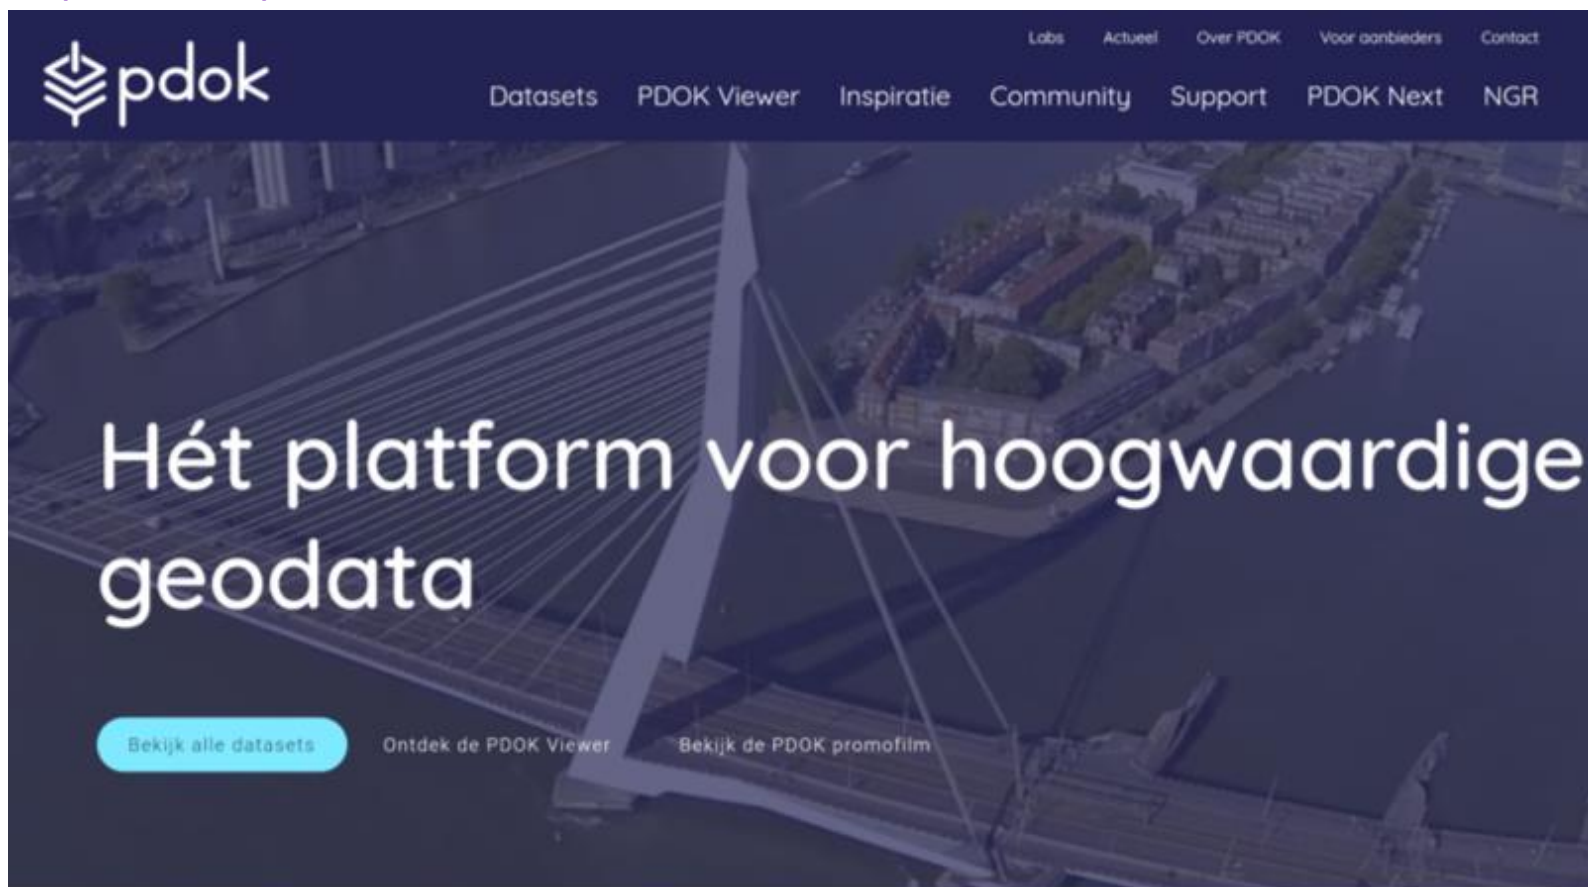 pdok
Labs Actueel Over PDOK Voor aanbieders Contact
Datasets PDOK Viewer Inspiratie Community Support PDOK Next NGR
Hét platform voor hoogwaardige
geodata
Bekijk alle datasets Ontdek de PDOK Viewer Bekijk de PDOK promofilm